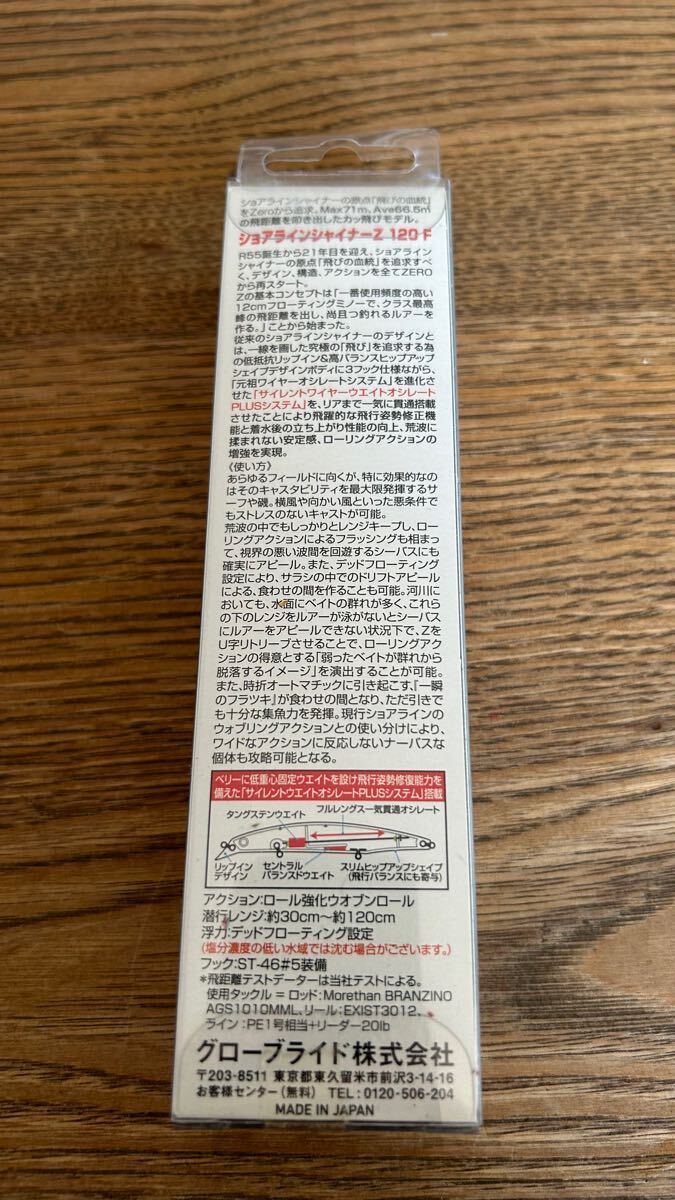 ショアラインシャイナーの原点「飛びの血統」
をZeroから追求。Max71m、Ave66.5m
の飛距離を叩き出したカッ飛びモデル。
ショアラインシャイナーZ 120 F
R55誕生から21年目を迎え、ショアライン
シャイナーの原点「飛びの血統」を追求すべ
く、デザイン、構造、アクションを全てZERO
から再スタート。
Zの基本コンセプトは「一番使用頻度の高い
12cmフローティングミノーで、クラス最高
峰の飛距離を出し、尚且つ釣れるルアーを
作る。」ことから始まった。
従来のショアラインシャイナーのデザインと
は、一線を画した究極の「飛び」を追求する為
の低抵抗リップイン&高バランスヒップアップ
シェイプデザインボディに3フック仕様ながら、
「元祖ワイヤーオシレートシステム」を進化さ
せた「サイレントワイヤーウエイトオシレート
PLUSシステム」を、リアまで一気に貫通搭載
させたことにより飛躍的な飛行姿勢修正機
能と着水後の立ち上がり性能の向上、荒波に
揉まれない安定感、ローリングアクションの
増強を実現。
《使い方》
あらゆるフィールドに向くが、特に効果的なの
はそのキャスタビリティを最大限発揮するサ
ーフや磯。横風や向かい風といった悪条件で
もストレスのないキャストが可能。
荒波の中でもしっかりとレンジキープし、ロー
リングアクションによるフラッシングも相まっ
て、視界の悪い波間を回遊するシーバスにも
確実にアピール。また、デッドフローティング
設定により、サラシの中でのドリフトアピール
による、食わせの間を作ることも可能。河川に
おいても、水面にベイトの群れが多く、これら
の下のレンジをルアーが泳がないとシーバス
にルアーをアピールできない状況下で、Zを
U字リトリーブさせることで、ローリングアク
ションの得意とする「弱ったベイトが群れから
脱落するイメージ」を演出することが可能。
また、時折オートマチックに引き起こす、『一瞬
のフラツキ』が食わせの間となり、ただ引きで
も十分な集魚力を発揮。現行ショアラインの
ウォブリングアクションとの使い分けにより、
ワイドなアクションに反応しないナーバスな
個体も攻略可能となる。
ベリーに低重心固定ウエイトを設け飛行姿勢修復能力を
備えた「サイレントウエイトオシレートPLUSシステム」搭載
タングステンウエイト フルレングス一気貫通オシレート
リップイン セントラル スリムヒップアップシェイプ
デザイン バランスドウエイト (飛行バランスにも寄与)
アクション:ロール強化ウオブンロール
潜行レンジ:約30cm~約120cm
浮力:デッドフローティング設定
(塩分濃度の低い水域では沈む場合がございます。)
フック:ST-46#5装備
*飛距離テストデーターは当社テストによる。
使用タックル=ロッド:Morethan BRANZINO
AGS1010MML、リール:EXIST3012、
ライン:PE1号相当+リーダー20lb
グローブライド株式会社
〒203-8511 東京都東久留米市前沢3-14-16
お客様センター(無料) TEL:0120-506-204
MADE IN JAPAN